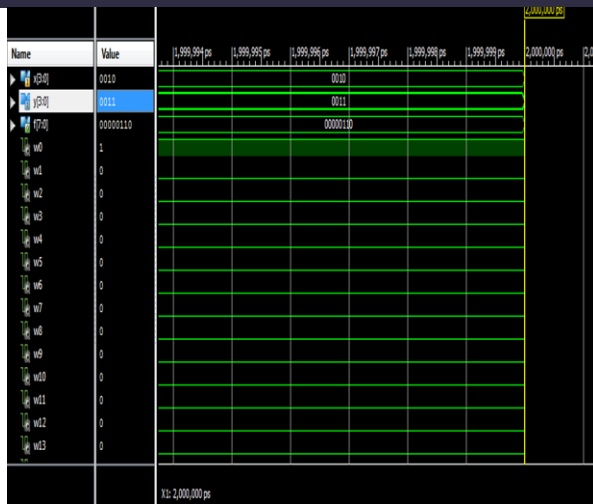 2,000,000 ps
Name Value |1,999,994 ps |1,999,995 ps |1,999,996 ps |1,999,997 ps |1,999,998 ps |1,999,999 ps |2,000,000 ps |2,0
x[3:0] 0010 0010
y[3:0] 0011 0011
f[7:0] 00000110 00000110
w0 1
w1 0
w2 0
w3 0
w4 0
w5 0
w6 0
w7 0
w8 0
w9 0
w10 0
w11 0
w12 0
w13 0
X1: 2,000,000 ps